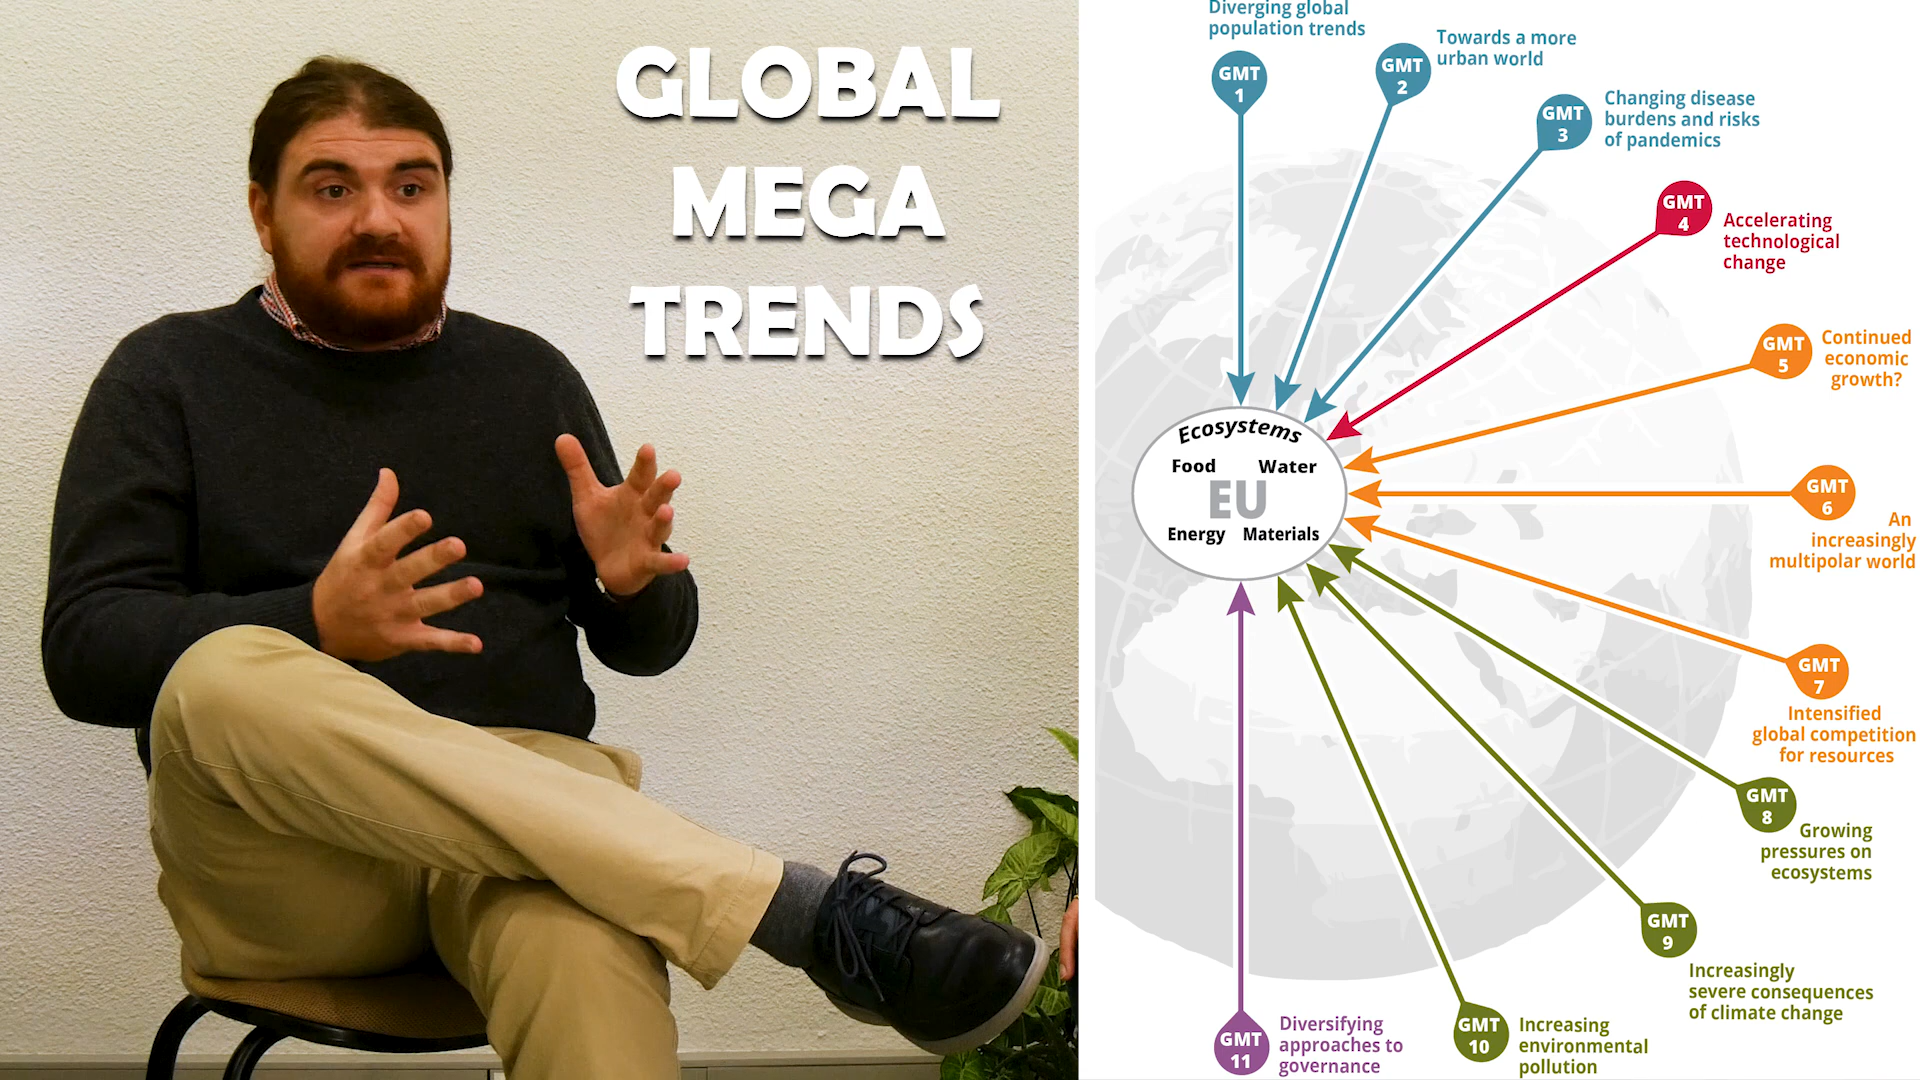 GLOBAL
MEGA
TRENDS
Diverging global
population trends
GMT
1
Towards a more
urban world
GMT
2
Changing disease
burdens and risks
of pandemics
GMT
3
GMT
4
Accelerating
technological
change
GMT
5
Continued
economic
growth?
GMT
6
An
increasingly
multipolar world
GMT
7
Intensified
global competition
for resources
GMT
8
Growing
pressures on
ecosystems
GMT
9
Increasingly
severe consequences
of climate change
GMT
10
Increasing
environmental
pollution
GMT
11
Diversifying
approaches to
governance
Ecosystems
Food Water
EU
Energy Materials